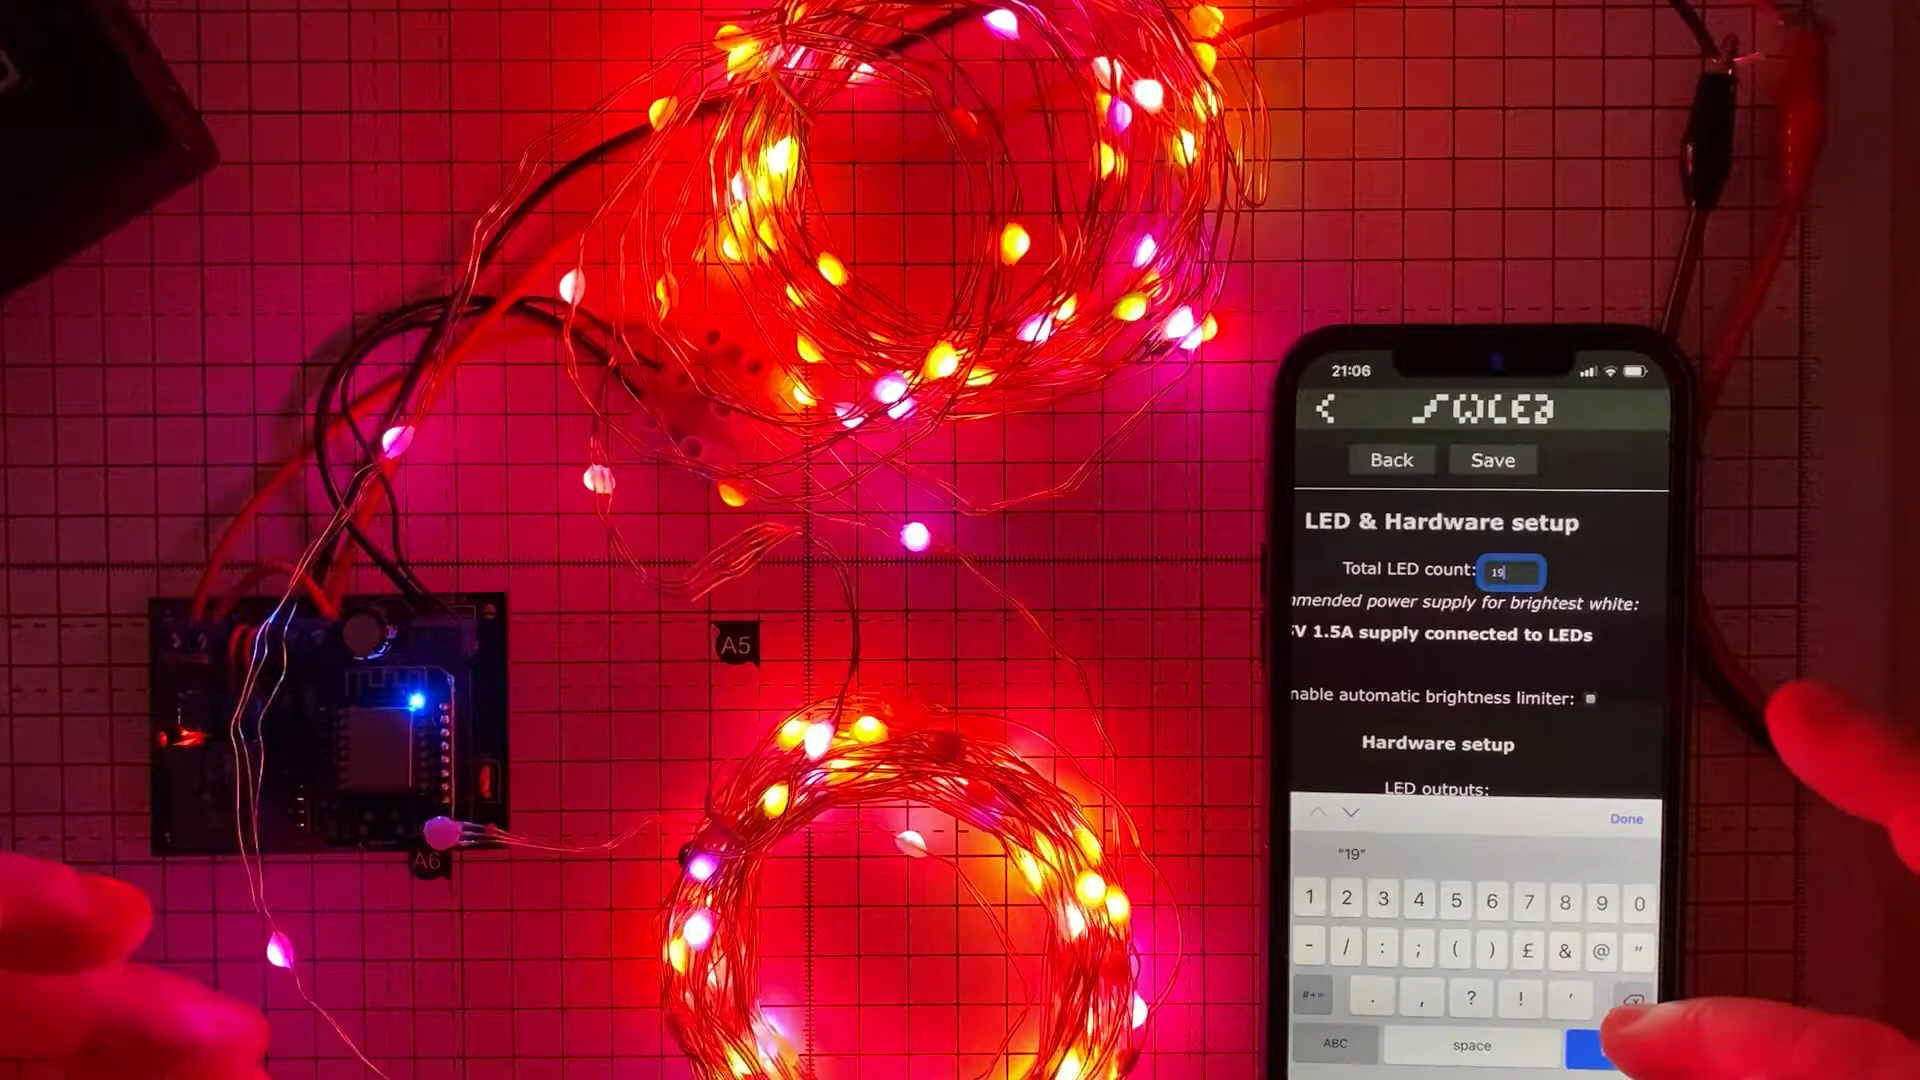 21:06
WLED
Back Save
LED & Hardware setup
Total LED count: 19
mmended power supply for brightest white:
5V 1.5A supply connected to LEDs
nable automatic brightness limiter:
Hardware setup
LED outputs:
Done
"19"
1 2 3 4 5 6 7 8 9 0
- / : ; ( ) £ & @ "
#+= . , ? ! '
ABC space
A5
A6